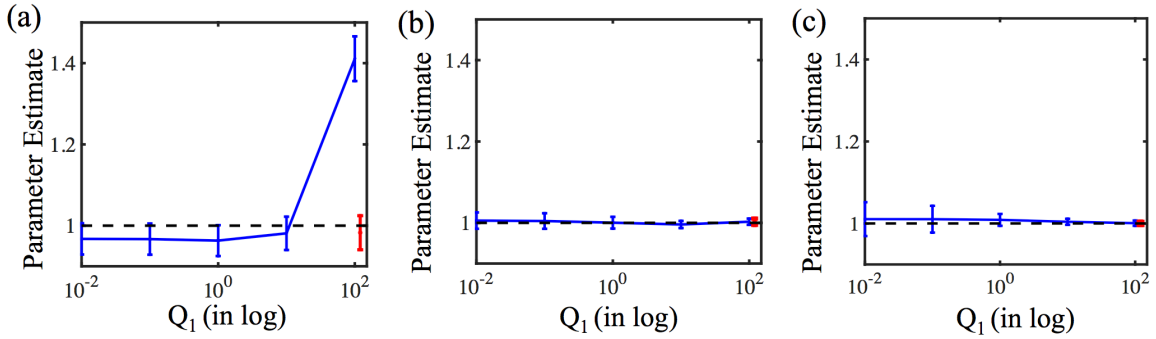 (a)
Parameter Estimate
1.4
1.2
1
10^-2
10^0
10^2
Q_1 (in log)
(b)
Parameter Estimate
1.4
1.2
1
10^-2
10^0
10^2
Q_1 (in log)
(c)
Parameter Estimate
1.4
1.2
1
10^-2
10^0
10^2
Q_1 (in log)